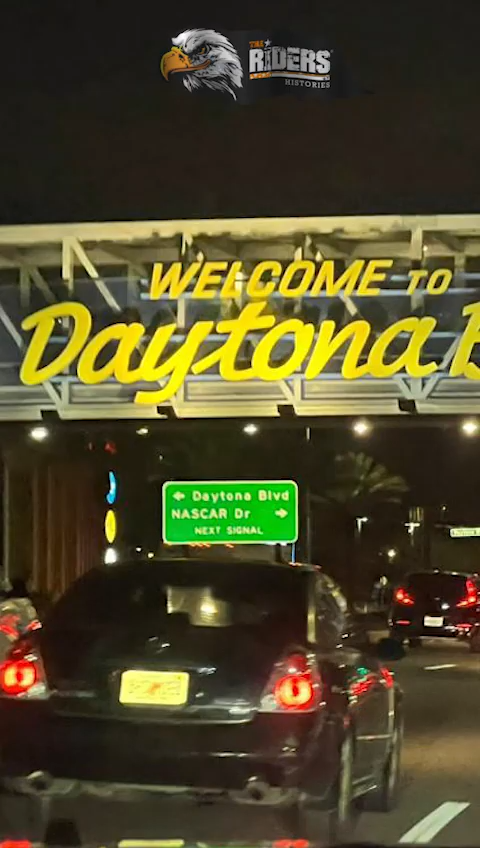 THE
RIDERS
HISTORIES
WELCOME TO
Daytona B
← Daytona Blvd
NASCAR Dr →
NEXT SIGNAL